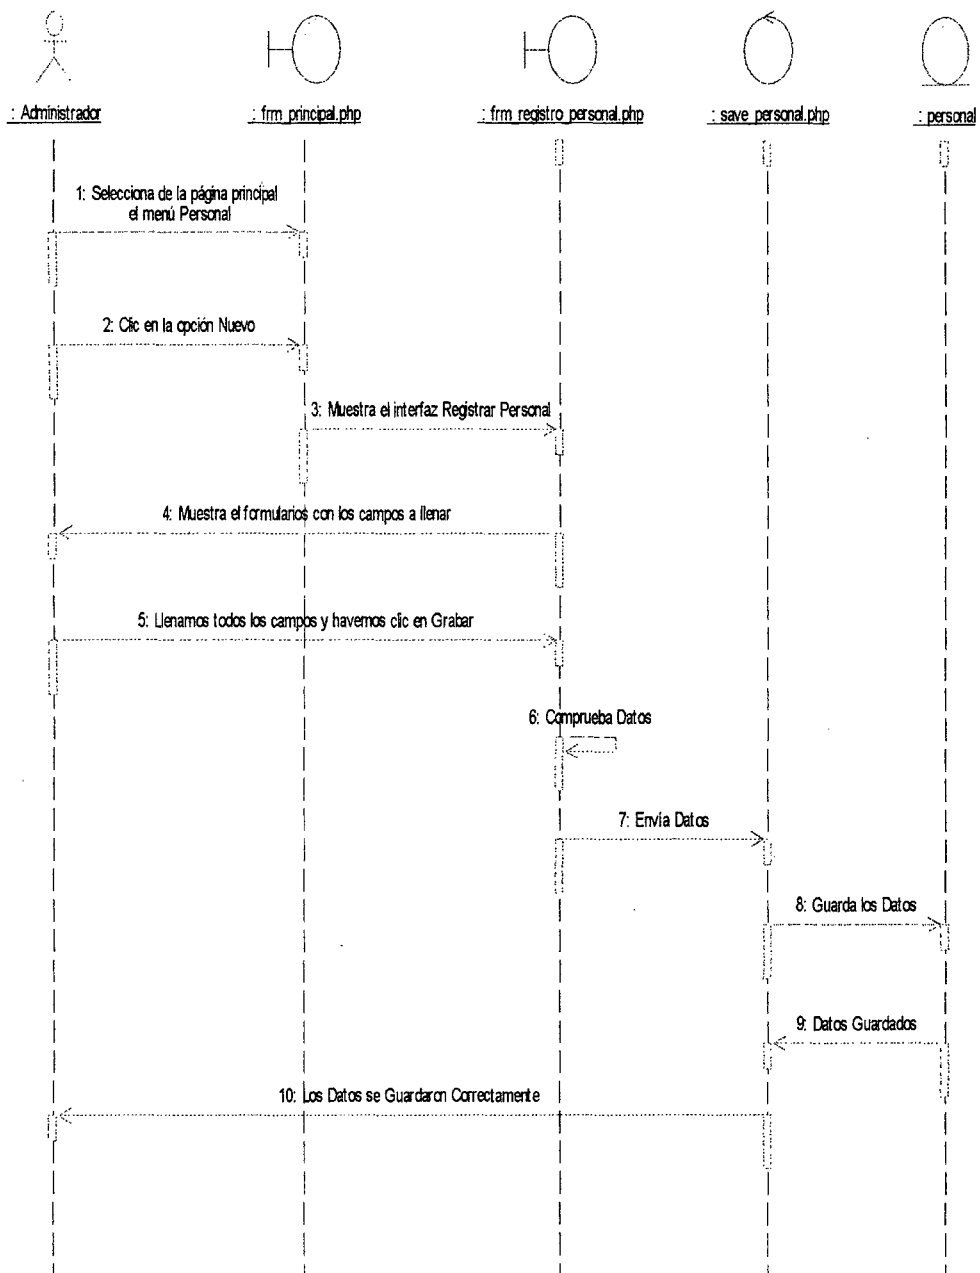 : Administrador
: frm_principal.php
: frm_registro_personal.php
: save_personal.php
: personal
1: Selecciona de la página principal
el menú Personal
2: Clic en la opción Nuevo
3: Muestra el interfaz Registrar Personal
4: Muestra el formularios con los campos a llenar
5: Llenamos todos los campos y havemos clic en Grabar
6: Comprueba Datos
7: Envía Datos
8: Guarda los Datos
9: Datos Guardados
10: Los Datos se Guardaron Correctamente